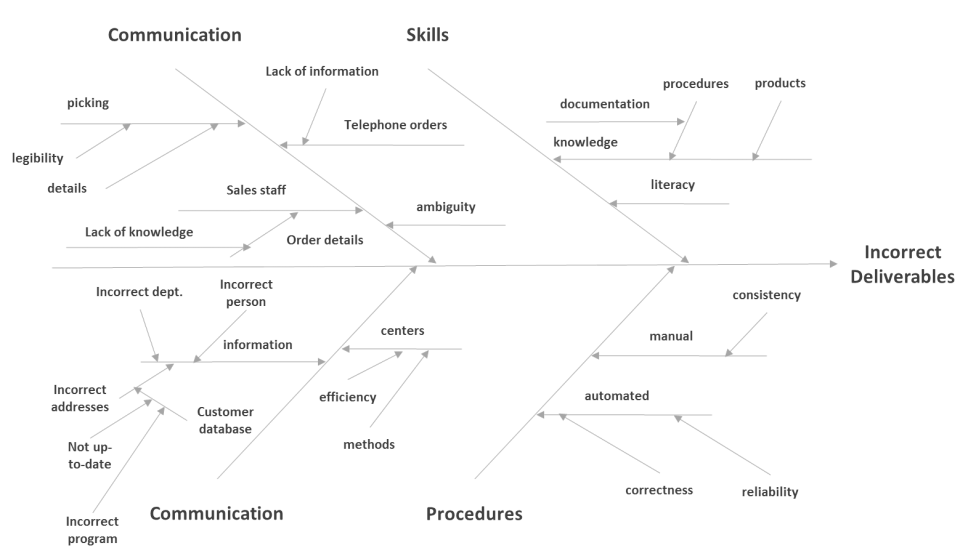 Communication
Skills
Lack of information
procedures
products
picking
documentation
Telephone orders
knowledge
legibility
details
Sales staff
literacy
ambiguity
Lack of knowledge
Order details
Incorrect
Deliverables
Incorrect dept.
Incorrect
person
consistency
centers
manual
information
Incorrect
addresses
efficiency
automated
Customer
database
Not up-
to-date
methods
correctness
reliability
Communication
Procedures
Incorrect
program